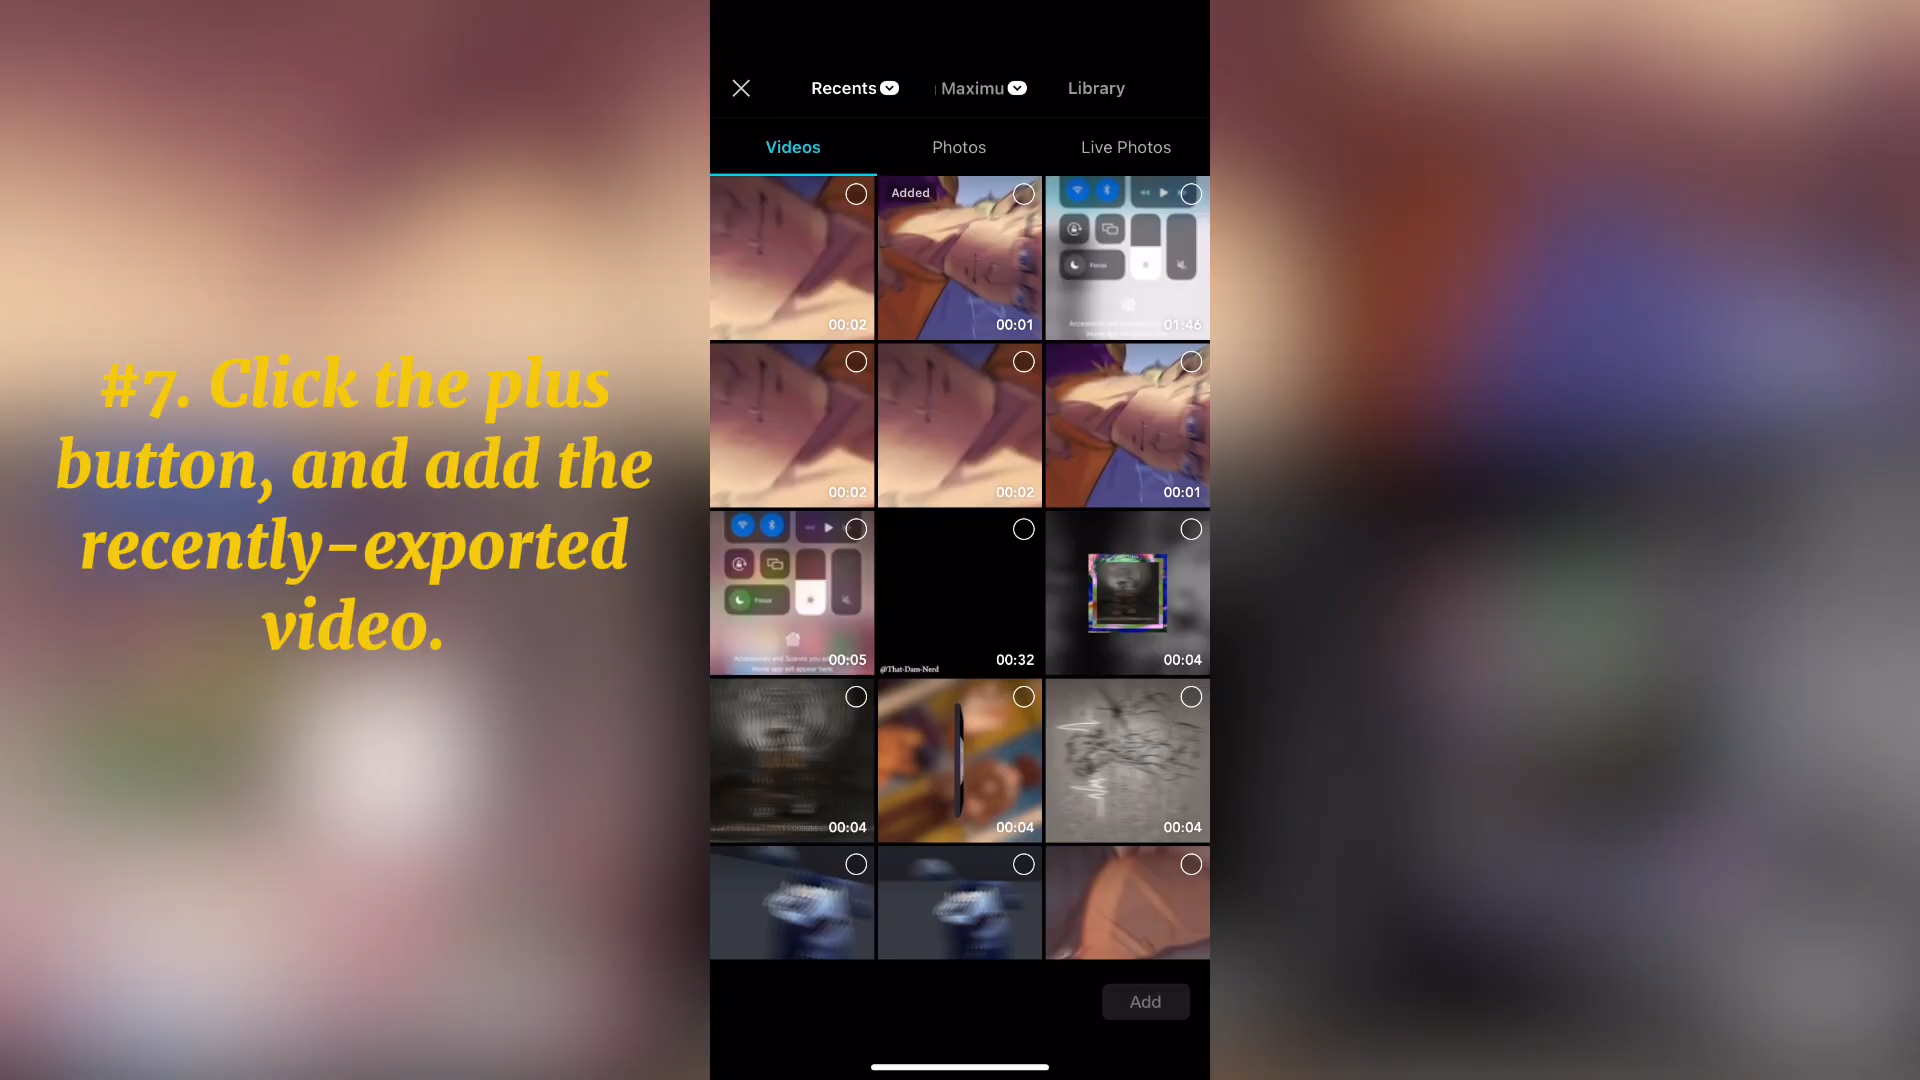 #7. Click the plus
button, and add the
recently-exported
video.
Recents
Maximu
Library
Videos
Photos
Live Photos
00:02
Added
00:01
01:46
00:02
00:02
00:01
Focus
00:05
@That-Dam-Nerd
00:32
00:04
00:04
00:04
00:04
Add